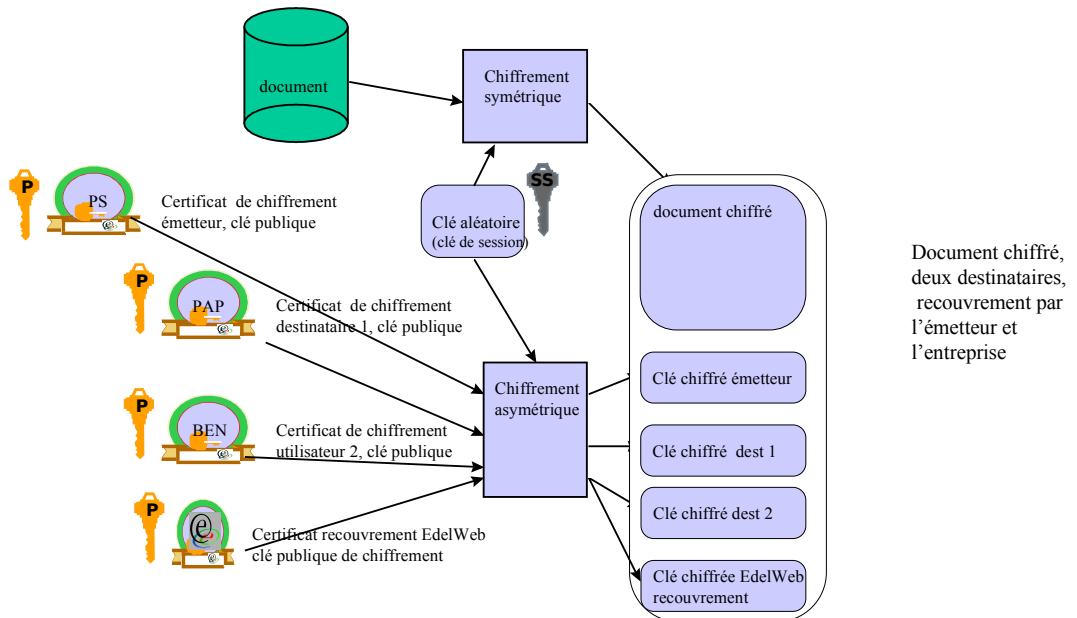 document
Chiffrement
symétrique
P
PS
Certificat de chiffrement
émetteur, clé publique
SS
Clé aléatoire
(clé de session)
document chiffré
Document chiffré,
deux destinataires,
recouvrement par
l’émetteur et
l’entreprise
P
PAP
Certificat de chiffrement
destinataire 1, clé publique
Chiffrement
asymétrique
Clé chiffré émetteur
P
BEN
Certificat de chiffrement
utilisateur 2, clé publique
Clé chiffré dest 1
Clé chiffré dest 2
P
@
Certificat recouvrement EdelWeb
clé publique de chiffrement
Clé chiffrée EdelWeb
recouvrement